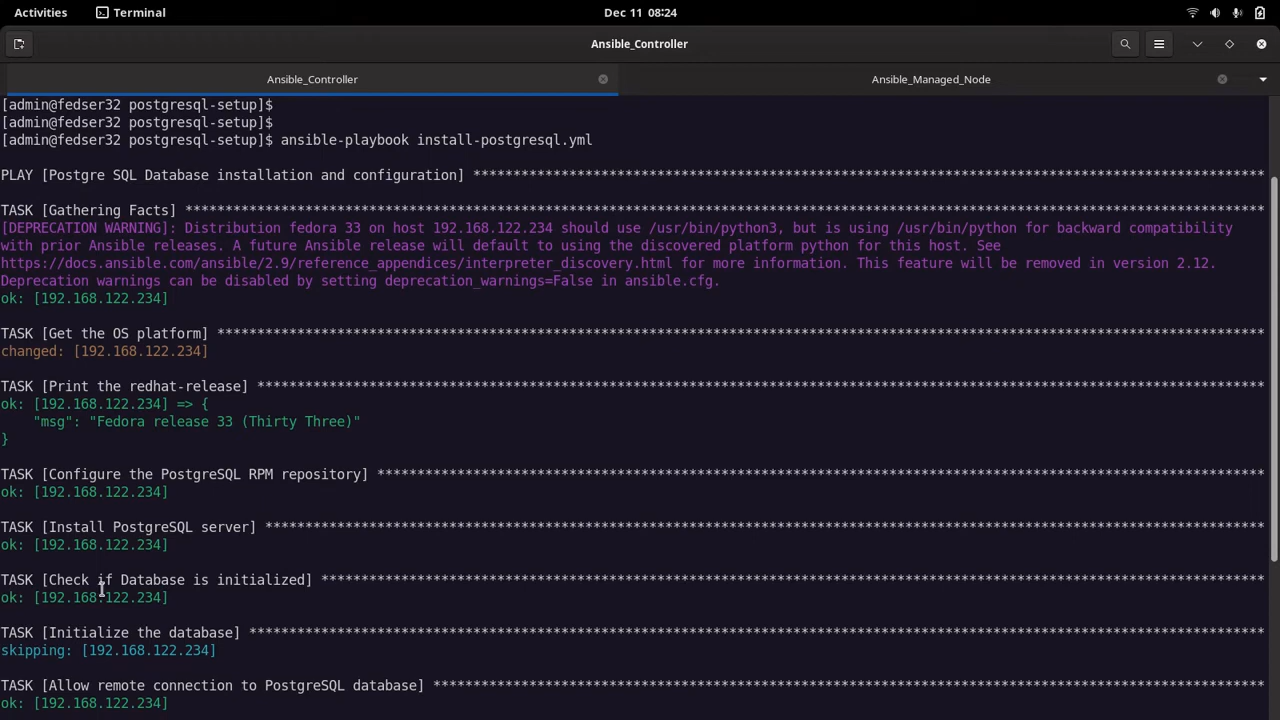 Activities
Terminal
Dec 11 08:24
Ansible_Controller
Ansible_Controller
Ansible_Managed_Node
[admin@fedser32 postgresql-setup]$
[admin@fedser32 postgresql-setup]$
[admin@fedser32 postgresql-setup]$ ansible-playbook install-postgresql.yml
PLAY [Postgre SQL Database installation and configuration] ***************************************************************************************************
TASK [Gathering Facts] ***************************************************************************************************************************************
[DEPRECATION WARNING]: Distribution fedora 33 on host 192.168.122.234 should use /usr/bin/python3, but is using /usr/bin/python for backward compatibility
with prior Ansible releases. A future Ansible release will default to using the discovered platform python for this host. See
https://docs.ansible.com/ansible/2.9/reference_appendices/interpreter_discovery.html for more information. This feature will be removed in version 2.12.
Deprecation warnings can be disabled by setting deprecation_warnings=False in ansible.cfg.
ok: [192.168.122.234]
TASK [Get the OS platform] ***********************************************************************************************************************************
changed: [192.168.122.234]
TASK [Print the redhat-release] ******************************************************************************************************************************
ok: [192.168.122.234] => {
"msg": "Fedora release 33 (Thirty Three)"
}
TASK [Configure the PostgreSQL RPM repository] ***************************************************************************************************************
ok: [192.168.122.234]
TASK [Install PostgreSQL server] *****************************************************************************************************************************
ok: [192.168.122.234]
TASK [Check if Database is initialized] **********************************************************************************************************************
ok: [192.168.122.234]
TASK [Initialize the database] *******************************************************************************************************************************
skipping: [192.168.122.234]
TASK [Allow remote connection to PostgreSQL database] ********************************************************************************************************
ok: [192.168.122.234]